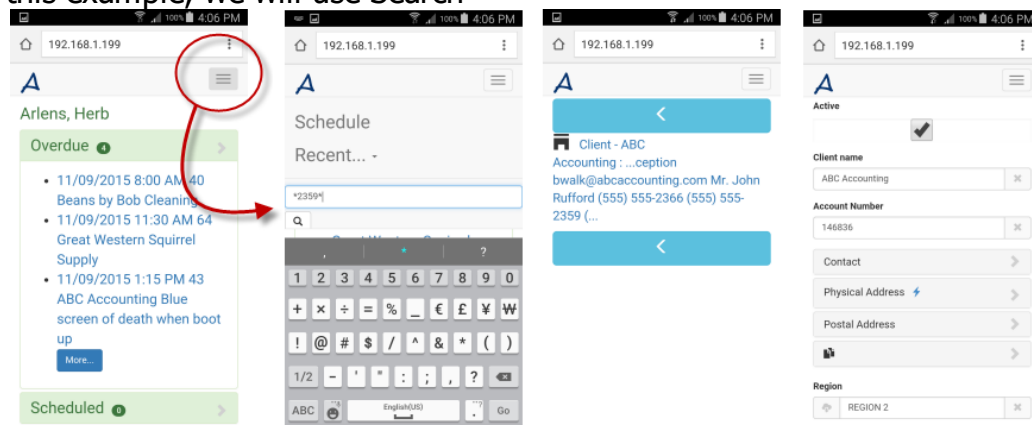 this example, we will use Search
100% 4:06 PM
192.168.1.199
A
Arlens, Herb
Overdue 4
11/09/2015 8:00 AM 40
Beans by Bob Cleaning
11/09/2015 11:30 AM 64
Great Western Squirrel
Supply
11/09/2015 1:15 PM 43
ABC Accounting Blue
screen of death when boot
up
More...
Scheduled 0
100% 4:06 PM
192.168.1.199
A
Schedule
Recent...
*2359*
, * ?
1 2 3 4 5 6 7 8 9 0
+ × ÷ = % _ € £ ¥ ₩
! @ # $ / ^ & * ( )
1/2 - ' " : ; , ?
ABC English(US) . Go
100% 4:06 PM
192.168.1.199
A
Client - ABC
Accounting : ...ception
bwalk@abcaccounting.com Mr. John
Rufford (555) 555-2366 (555) 555-
2359 (...
100% 4:06 PM
192.168.1.199
A
Active
Client name
ABC Accounting
Account Number
146836
Contact
Physical Address
Postal Address
Region
REGION 2